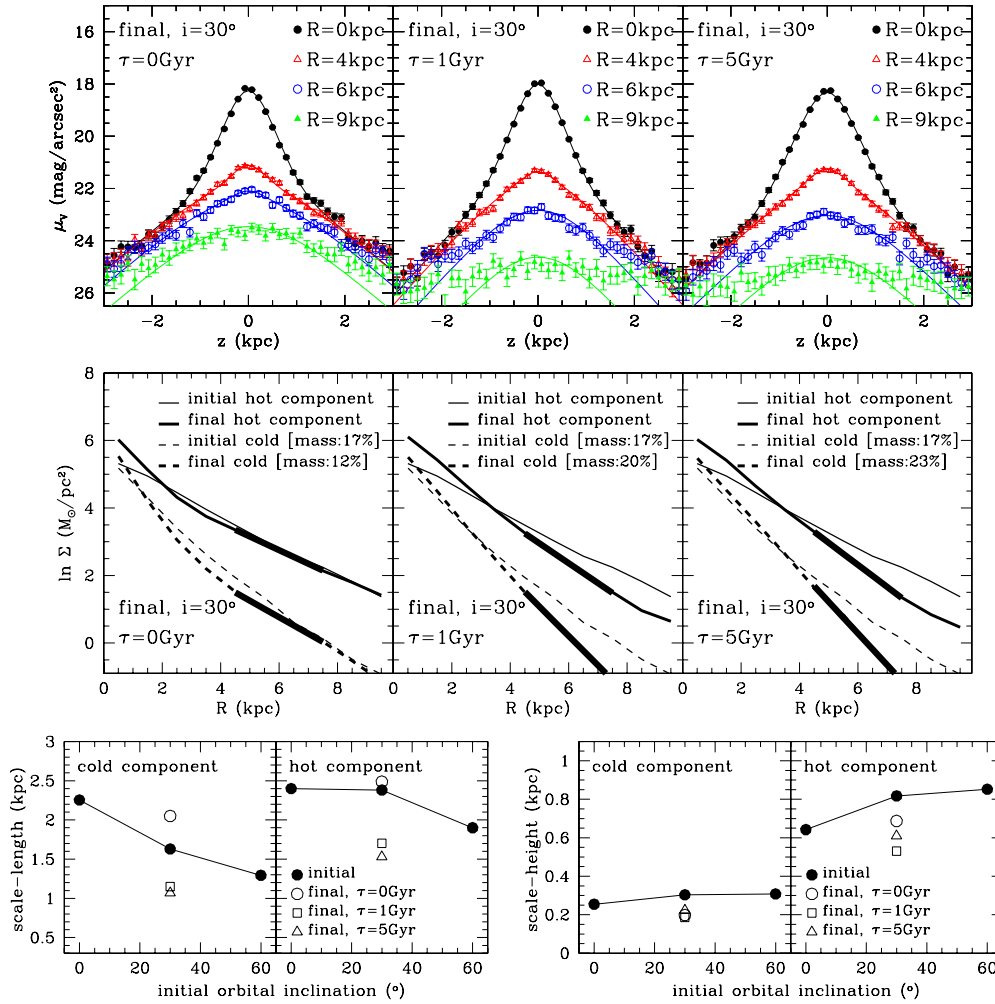 final, i=30° ●R=0kpc
τ=0Gyr △R=4kpc
○R=6kpc
▲R=9kpc
final, i=30° ●R=0kpc
τ=1Gyr △R=4kpc
○R=6kpc
▲R=9kpc
final, i=30° ●R=0kpc
τ=5Gyr △R=4kpc
○R=6kpc
▲R=9kpc
16
18
20
22
24
26
μᵥ (mag/arcsec²)
−2 0 2
−2 0 2
−2 0 2
z (kpc)
z (kpc)
z (kpc)
initial hot component
final hot component
initial cold [mass:17%]
final cold [mass:12%]
final, i=30°
τ=0Gyr
initial hot component
final hot component
initial cold [mass:17%]
final cold [mass:20%]
final, i=30°
τ=1Gyr
initial hot component
final hot component
initial cold [mass:17%]
final cold [mass:23%]
final, i=30°
τ=5Gyr
8
6
4
2
0
ln Σ (M☉/pc²)
0 2 4 6 8
0 2 4 6 8
0 2 4 6 8
R (kpc)
R (kpc)
R (kpc)
cold component
hot component
●initial
○final, τ=0Gyr
□final, τ=1Gyr
△final, τ=5Gyr
3
2.5
2
1.5
1
0.5
scale−length (kpc)
0 20 40 60
0 20 40 60
initial orbital inclination (°)
cold component
hot component
●initial
○final, τ=0Gyr
□final, τ=1Gyr
△final, τ=5Gyr
1
0.8
0.6
0.4
0.2
0
scale−height (kpc)
0 20 40 60
0 20 40 60
initial orbital inclination (°)